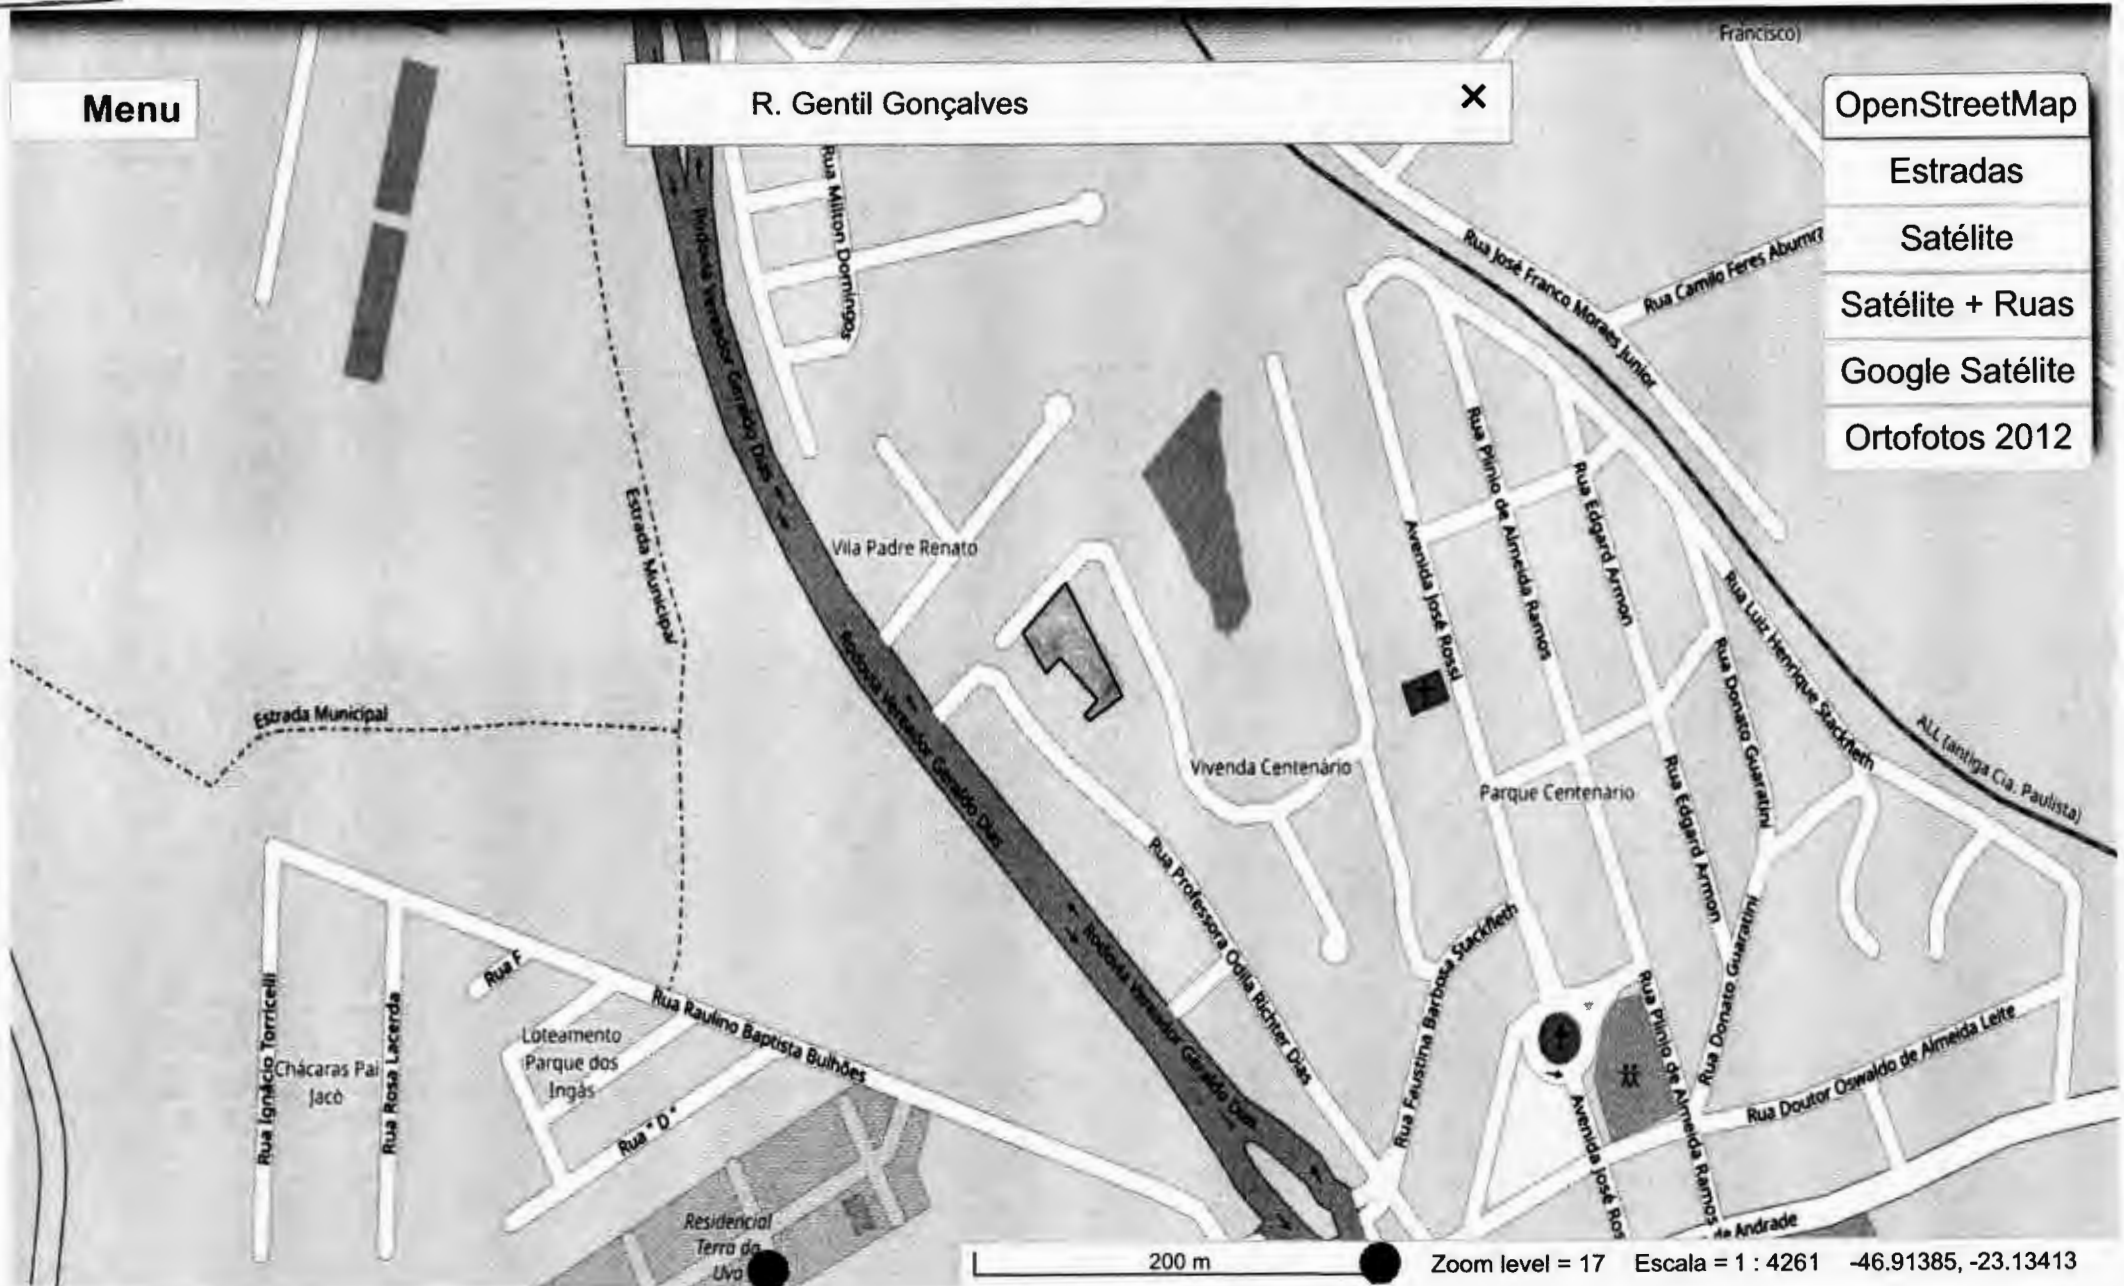 Francisco)
Menu
R. Gentil Gonçalves ×
OpenStreetMap
Estradas
Satélite
Satélite + Ruas
Google Satélite
Ortofotos 2012
Rua Milton Domingos
Rodovia Vereador Geraldo Dias
Rua José Franco Moraes Junior
Rua Camilo Feres
Estrada Municipal
Vila Padre Renato
Rua Plinio de Almeida Ramos
Rua Edgard Armon
Avenida José Rossi
Rua Luiz Henrique Stackfleth
Rua Donato Guaratini
Rodovia Vereador Geraldo Dias
Estrada Municipal
Vivenda Centenário
Parque Centenario
Rua Edgard Armon
ALL (antiga Cia. Paulista)
Rua Professora Odila Richter Dias
Rua Faustina Barbosa Stackfleth
Rodovia Vereador Geraldo Dias
Rua Donato Guaratini
Rua F
Rua Ignácio Torricelli
Rua Rosa Lacerda
Rua Raulino Baptista Bulhões
Loteamento
Parque dos
Ingás
Chácaras Pai
Jacò
Rua "D"
Rua Plinio de Almeida Ramos
Rua Doutor Oswaldo de Almeida Leite
Avenida José Ros
de Andrade
Residencial
Terra da
Uva
200 m
Zoom level = 17 Escala = 1 : 4261 -46.91385, -23.13413